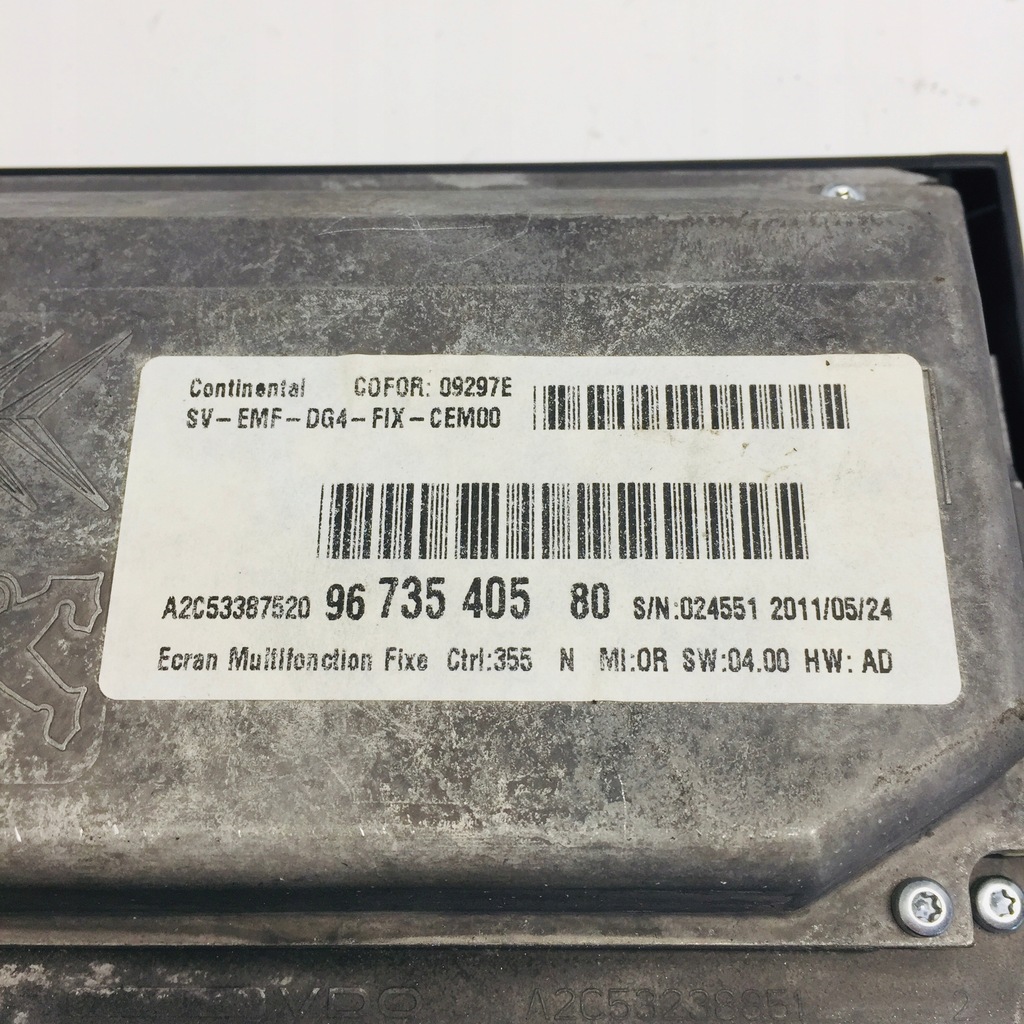 Continental COFOR: 09297E
SV-EMF-DG4-FIX-CEM00
A2C53387520 96 735 405 80 S/N:024551 2011/05/24
Ecran Multifonction Fixe Ctrl:355 N MI:OR SW:04.00 HW: AD
VDO